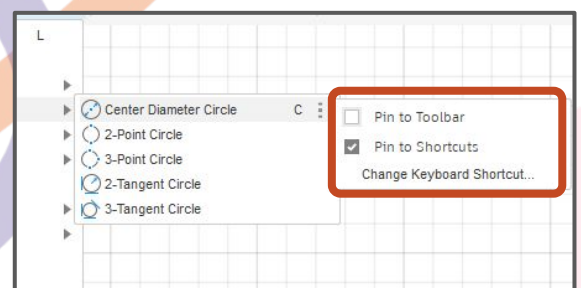 L
Center Diameter Circle C
2-Point Circle
3-Point Circle
2-Tangent Circle
3-Tangent Circle
Pin to Toolbar
Pin to Shortcuts
Change Keyboard Shortcut...